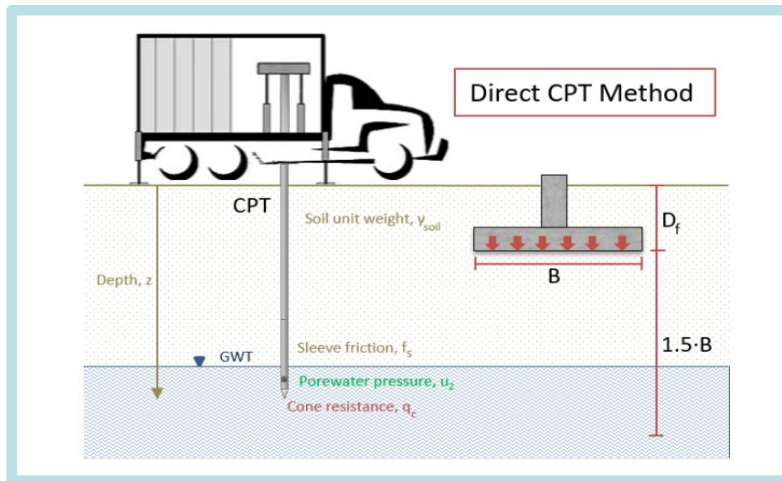 Direct CPT Method
CPT
Soil unit weight, γsoil
Df
B
Depth, z
1.5·B
Sleeve friction, fs
GWT
Porewater pressure, u2
Cone resistance, qc